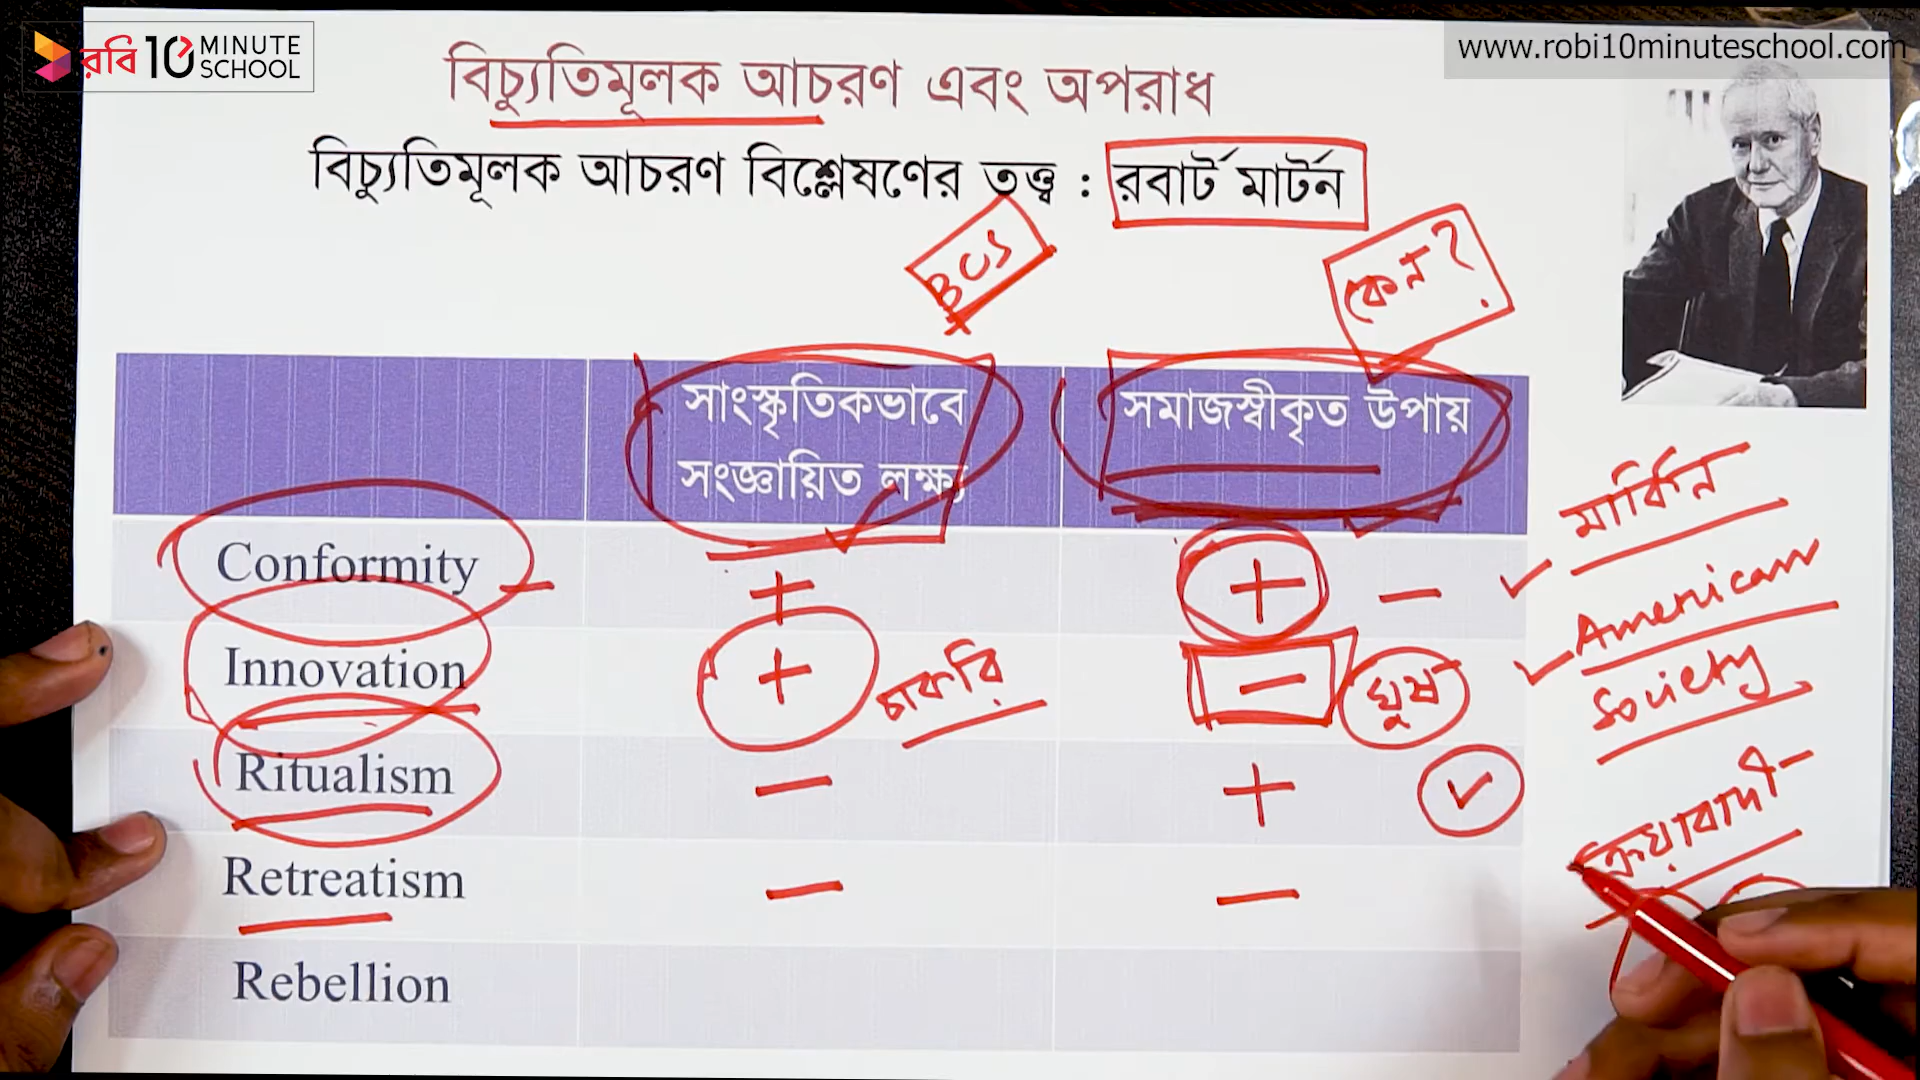 রবি 10 MINUTE SCHOOL
www.robi10minuteschool.com
বিচ্যুতিমূলক আচরণ এবং অপরাধ
বিচ্যুতিমূলক আচরণ বিশ্লেষণের তত্ত্ব : রবার্ট মার্টন
BCS
কেন?
সাংস্কৃতিকভাবে
সংজ্ঞায়িত লক্ষ্য
সমাজস্বীকৃত উপায়
মার্কিন
American
Society
Conformity + + -
Innovation + চাকরি - ঘুষ
Ritualism - +
Retreatism - -
Rebellion